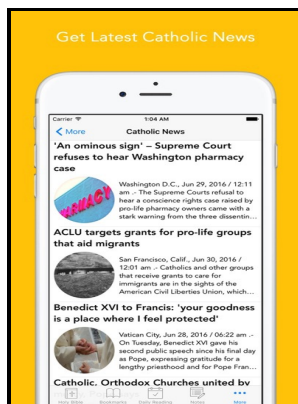 Get Latest Catholic News
Carrier 1:04 AM
More Catholic News
'An ominous sign' – Supreme Court
refuses to hear Washington pharmacy
case
Washington D.C., Jun 29, 2016 / 12:11
am .- The Supreme Courts refusal to
hear a conscience rights case raised by
pro-life pharmacy owners came with a
stark warning from the three dissentin...
ACLU targets grants for pro-life groups
that aid migrants
San Francisco, Calif., Jun 30, 2016 /
12:01 am .- Catholics and other groups
that receive grants to care for
immigrants are in the sights of the
American Civil Liberties Union, which...
Benedict XVI to Francis: 'your goodness
is a place where I feel protected'
Vatican City, Jun 28, 2016 / 06:22 am .-
On Tuesday, Benedict XVI gave his
second public speech since his final day
as Pope, expressing gratitude for a
lengthy priesthood and for Pope Fran...
Catholic, Orthodox Churches united by
Holy Bible Bookmarks Daily Reading Notes More